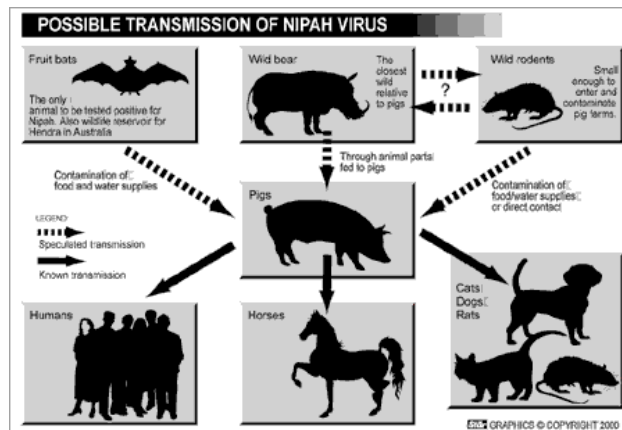 POSSIBLE TRANSMISSION OF NIPAH VIRUS
Fruit bats
The only
animal to be tested positive for
Nipah. Also wildlife reservoir for
Hendra in Australia
Wild boar
The
closest
wild
relative
to pigs
?
Wild rodents
Small
enough to
enter and
contaminate
pig farms.
Contamination of
food and water supplies
Through animal parts
fed to pigs
Contamination of
food/water supplies
or direct contact
LEGEND
Speculated transmission
Known transmission
Pigs
Humans
Horses
Cats
Dogs
Rats
GRAPHICS © COPYRIGHT 2000